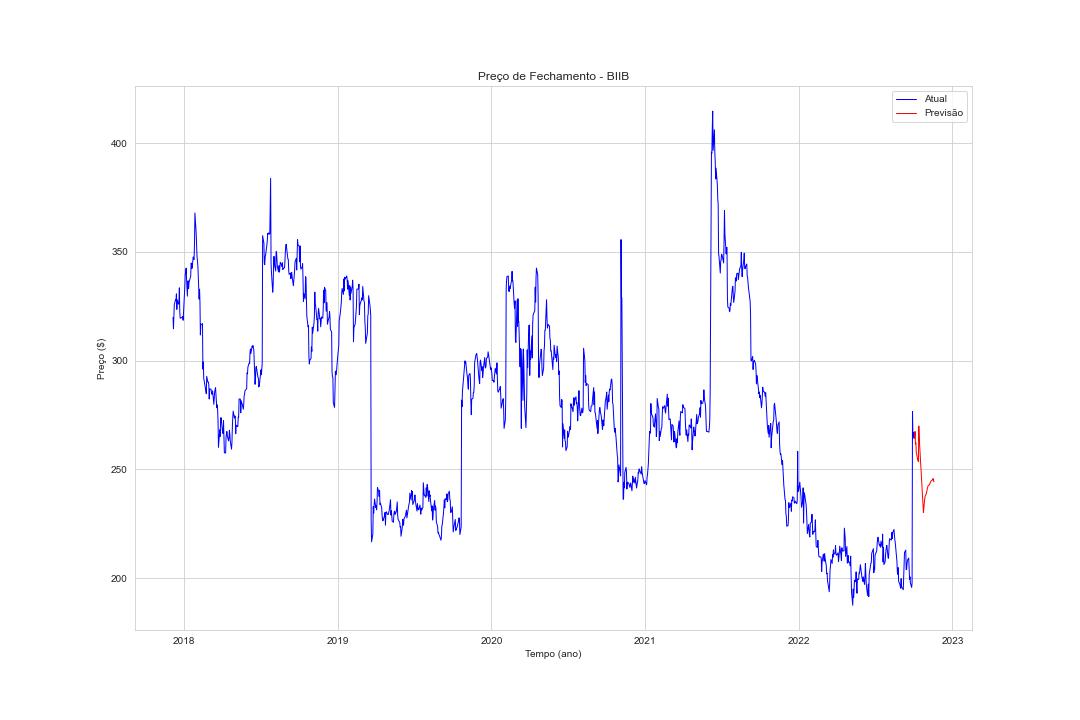 Preço de Fechamento - BIIB
Atual
Previsão
400
350
300
250
200
Preço ($)
2018 2019 2020 2021 2022 2023
Tempo (ano)